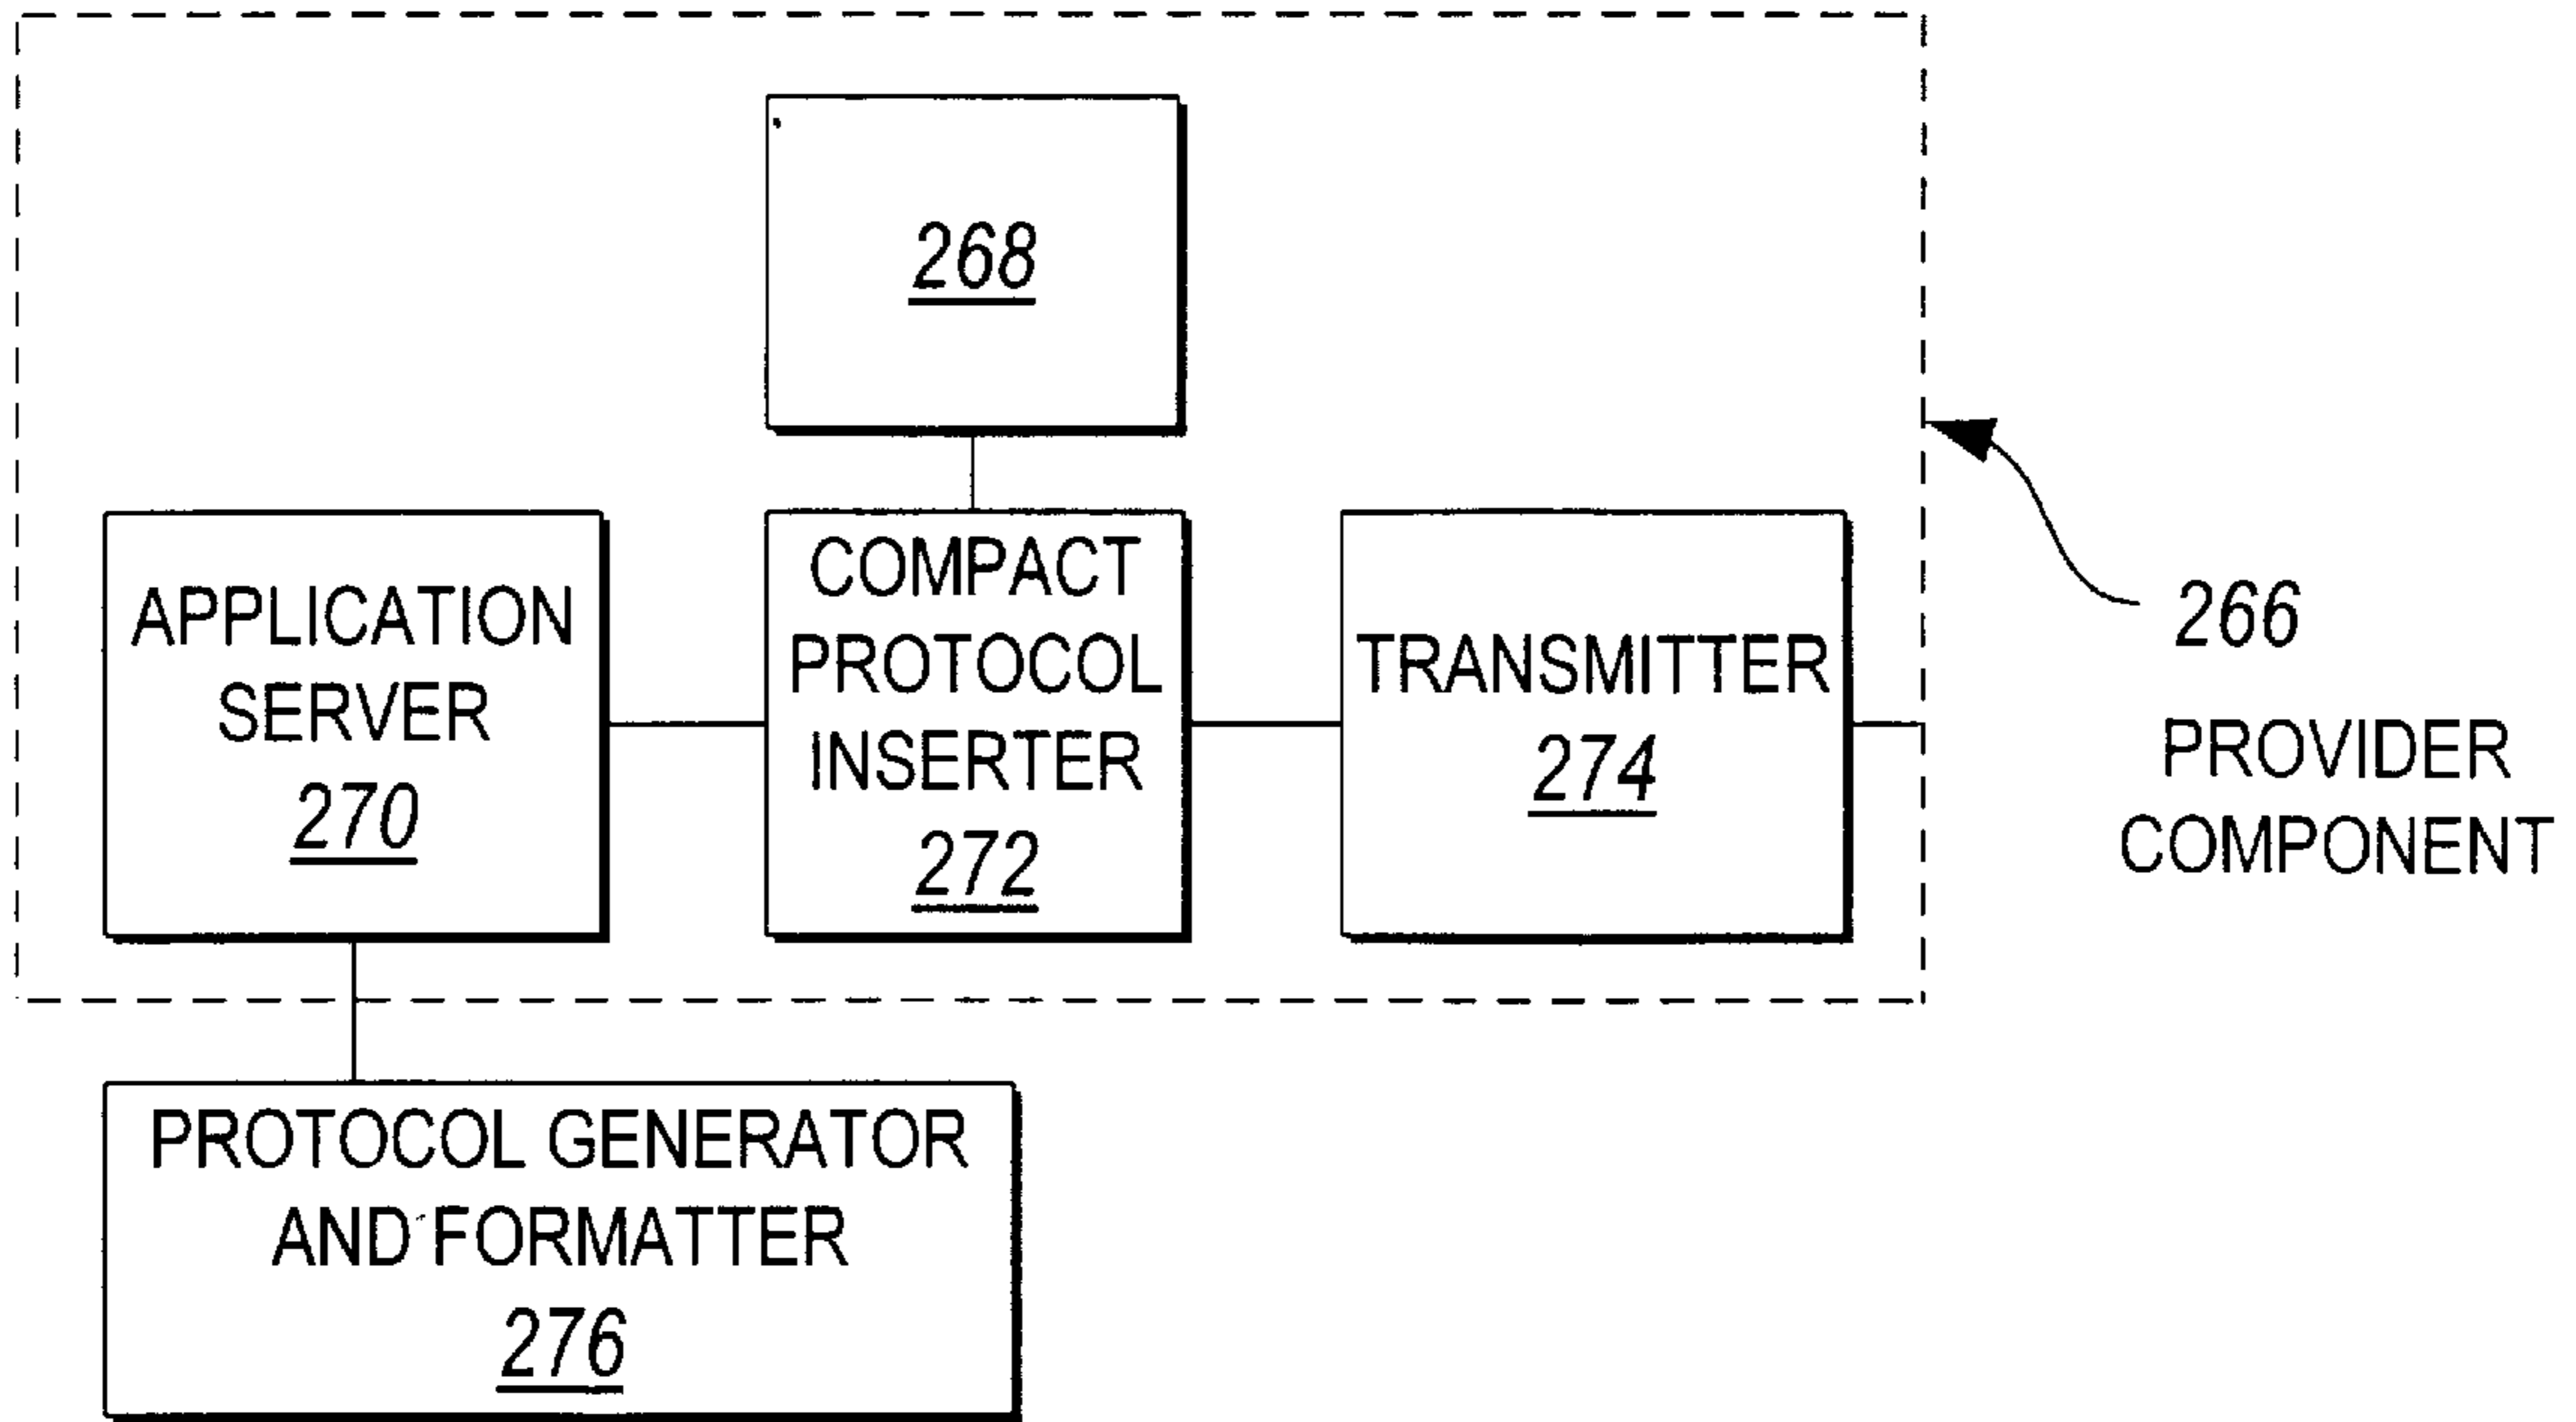 268
APPLICATION
SERVER
270
COMPACT
PROTOCOL
INSERTER
272
TRANSMITTER
274
266
PROVIDER
COMPONENT
PROTOCOL GENERATOR
AND FORMATTER
276